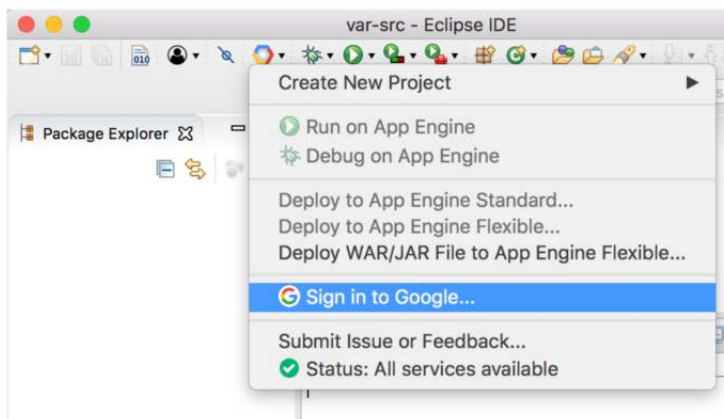 var-src - Eclipse IDE
010
Create New Project
Package Explorer
Run on App Engine
Debug on App Engine
Deploy to App Engine Standard...
Deploy to App Engine Flexible...
Deploy WAR/JAR File to App Engine Flexible...
Sign in to Google...
Submit Issue or Feedback...
Status: All services available